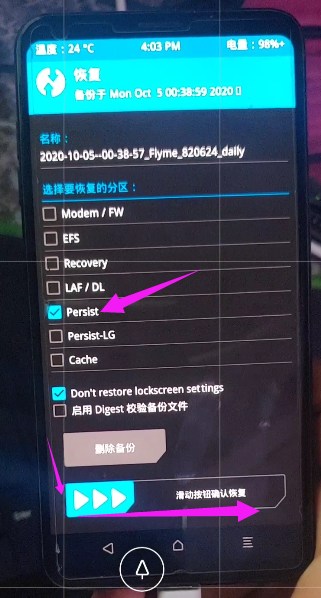 温度：24 °C 4:03 PM 电量：98%+
恢复
备份于 Mon Oct 5 00:38:59 2020
名称：
2020-10-05--00-38-57_Flyme_820624_daily
选择要恢复的分区：
Modem / FW
EFS
Recovery
LAF / DL
Persist
Persist-LG
Cache
Don't restore lockscreen settings
启用 Digest 校验备份文件
删除备份
滑动按钮确认恢复